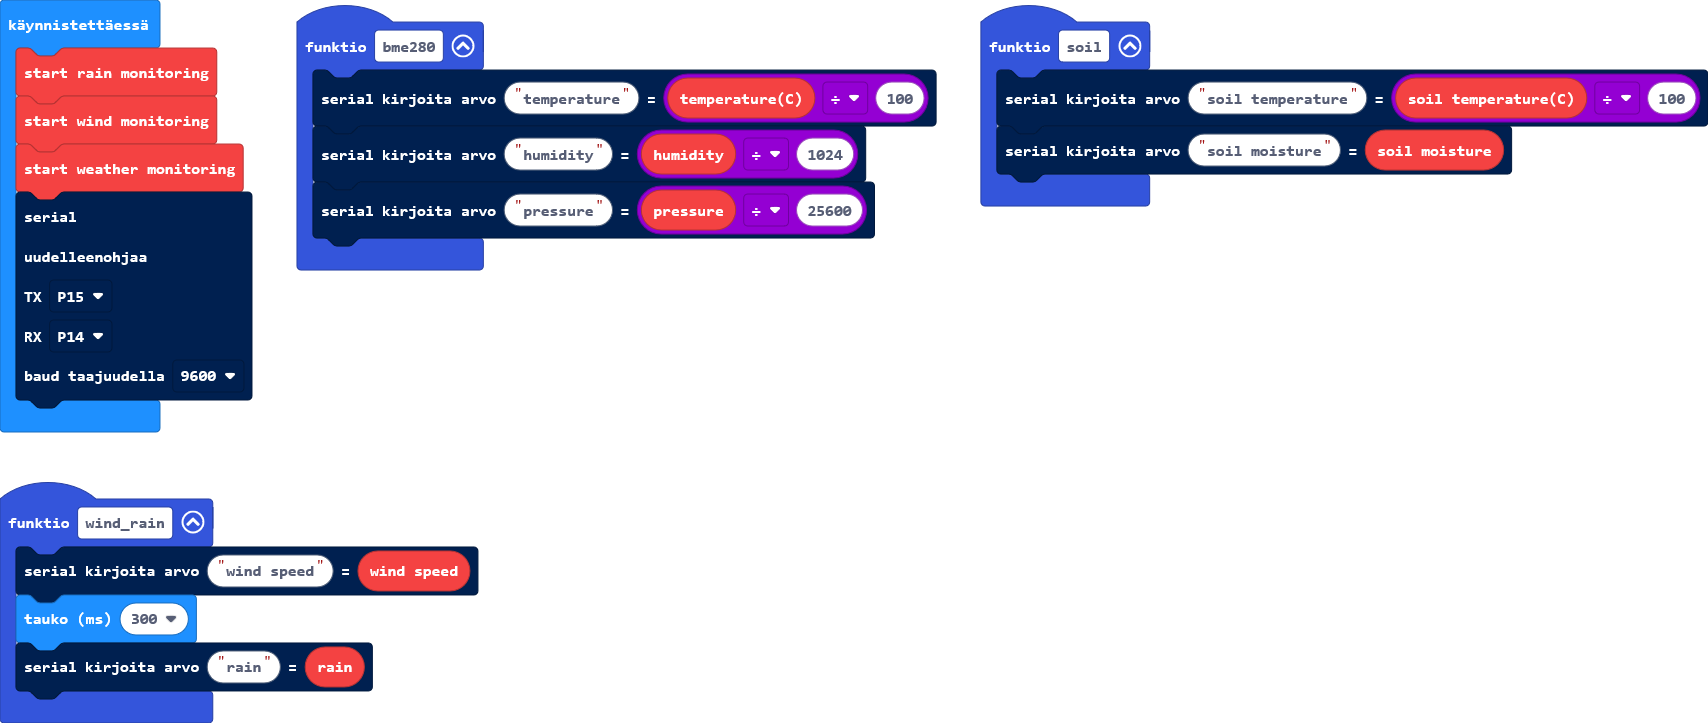 käynnistettäessä
start rain monitoring
start wind monitoring
start weather monitoring
serial
uudelleenohjaa
TX P15
RX P14
baud taajuudella 9600
funktio bme280
serial kirjoita arvo "temperature" = temperature(C) ÷ 100
serial kirjoita arvo "humidity" = humidity ÷ 1024
serial kirjoita arvo "pressure" = pressure ÷ 25600
funktio soil
serial kirjoita arvo "soil temperature" = soil temperature(C) ÷ 100
serial kirjoita arvo "soil moisture" = soil moisture
funktio wind_rain
serial kirjoita arvo "wind speed" = wind speed
tauko (ms) 300
serial kirjoita arvo "rain" = rain